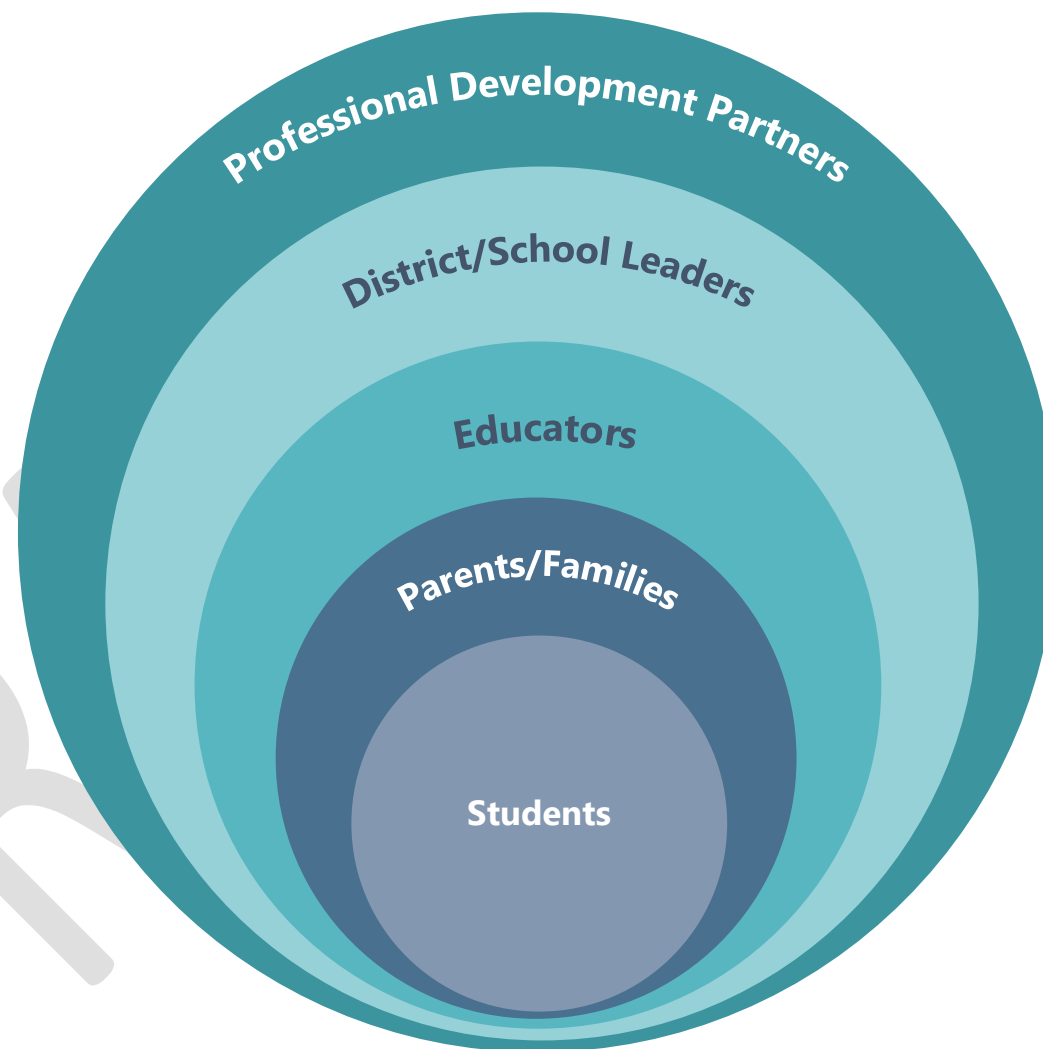 Professional Development Partners
District/School Leaders
Educators
Parents/Families
Students